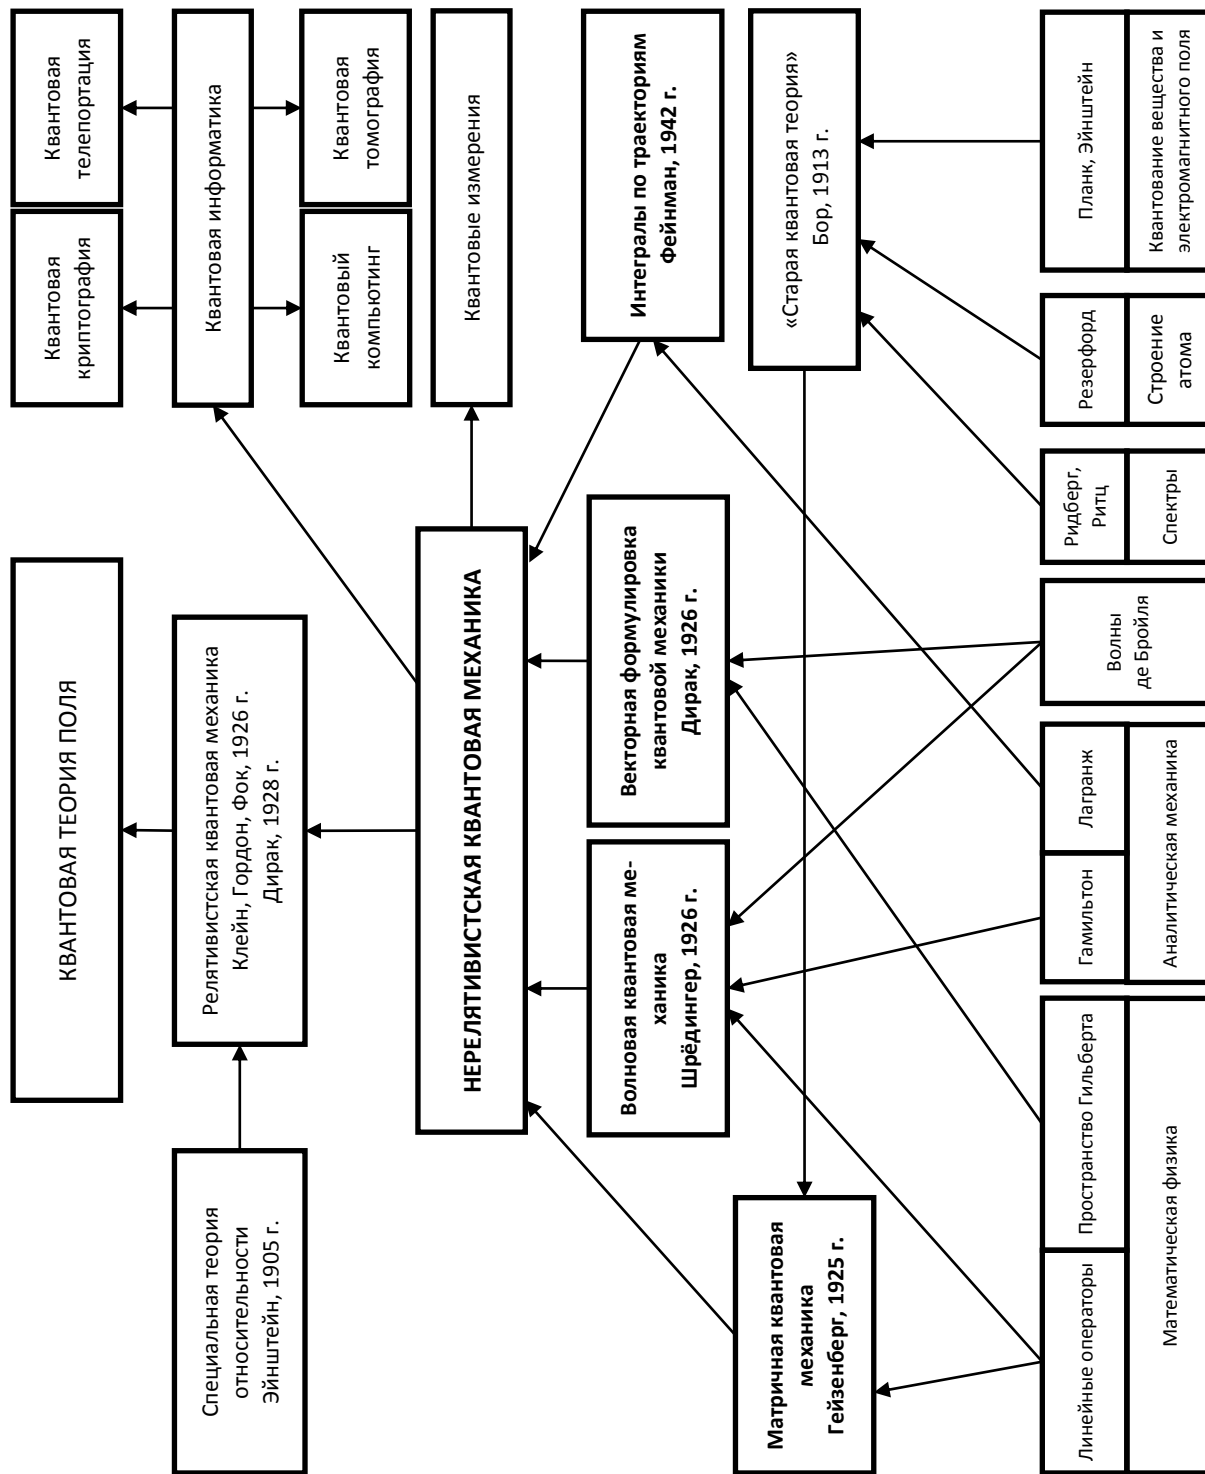 КВАНТОВАЯ ТЕОРИЯ ПОЛЯ
Квантовая
криптография
Квантовая
телепортация
Специальная теория
относительности
Эйнштейн, 1905 г.
Релятивистская квантовая механика
Клейн, Гордон, Фок, 1926 г.
Дирак, 1928 г.
Квантовая информатика
Квантовый
компьютинг
Квантовая
томография
НЕРЕЛЯТИВИСТСКАЯ КВАНТОВАЯ МЕХАНИКА
Квантовые измерения
Волновая квантовая ме-
ханика
Шрёдингер, 1926 г.
Векторная формулировка
квантовой механики
Дирак, 1926 г.
Интегралы по траекториям
Фейнман, 1942 г.
Матричная квантовая
механика
Гейзенберг, 1925 г.
«Старая квантовая теория»
Бор, 1913 г.
Линейные операторы
Пространство Гильберта
Математическая физика
Гамильтон
Лагранж
Аналитическая механика
Волны
де Бройля
Ридберг,
Ритц
Спектры
Резерфорд
Строение
атома
Планк, Эйнштейн
Квантование вещества и
электромагнитного поля